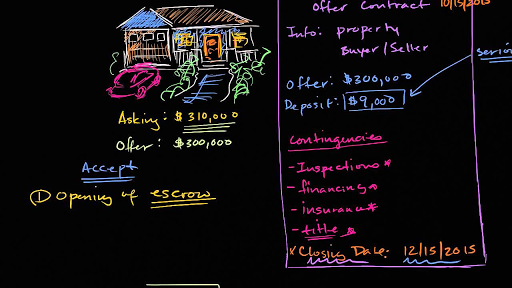 Asking: $310,000
Offer: $300,000
Accept
① Opening of escrow
Offer Contract 10/15/2015
Info: property
Buyer/Seller
Offer: $300,000
Deposit: $9,000
Contingencies
- Inspections *
- financing *
- insurance *
- title *
* Closing Date: 12/15/2015